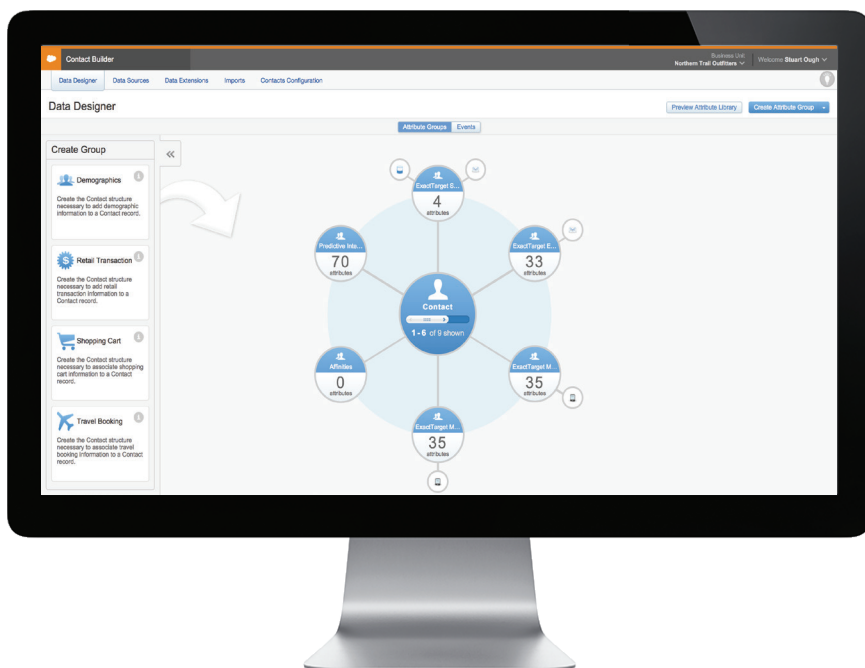 Contact Builder
Business Unit
Northern Trail Outfitters
Welcome Stuart Ough
Data Designer
Data Sources
Data Extensions
Imports
Contacts Configuration
Data Designer
Preview Attribute Library
Create Attribute Group
Attribute Groups
Events
Create Group
Demographics
Create the Contact structure
necessary to add demographic
information to a Contact record.
Retail Transaction
Create the Contact structure
necessary to add retail
transaction information to a
Contact record.
Shopping Cart
Create the Contact structure
necessary to associate shopping
cart information to a Contact
record.
Travel Booking
Create the Contact structure
necessary to associate travel
booking information to a Contact
record.
ExactTarget S...
4
attributes
Predictive Inte...
70
attributes
ExactTarget E...
33
attributes
Contact
1 - 6 of 9 shown
Affinities
0
attributes
ExactTarget M...
35
attributes
ExactTarget M...
35
attributes